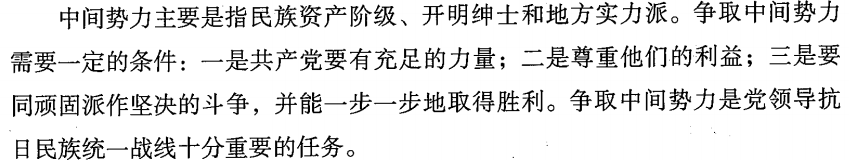 中间势力主要是指民族资产阶级、开明绅士和地方实力派。争取中间势力
需要一定的条件：一是共产党要有充足的力量；二是尊重他们的利益；三是要
同顽固派作坚决的斗争，并能一步一步地取得胜利。争取中间势力是党领导抗
日民族统一战线十分重要的任务。